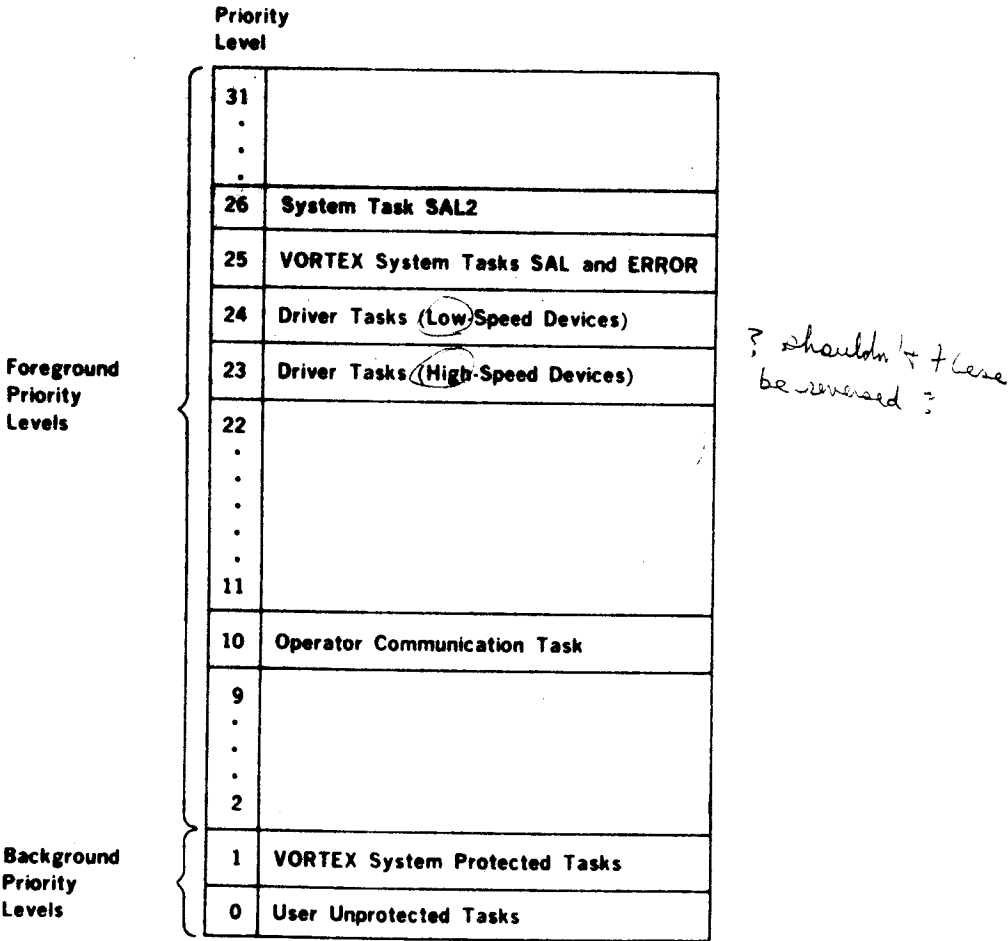 Priority
Level
31
.
.
.
26 System Task SAL2
25 VORTEX System Tasks SAL and ERROR
24 Driver Tasks (Low-Speed Devices)
23 Driver Tasks (High-Speed Devices)
? shouldn't these
be reversed ?
Foreground
Priority
Levels
22
.
.
.
.
.
11
10 Operator Communication Task
9
.
.
.
2
Background
Priority
Levels
1 VORTEX System Protected Tasks
0 User Unprotected Tasks